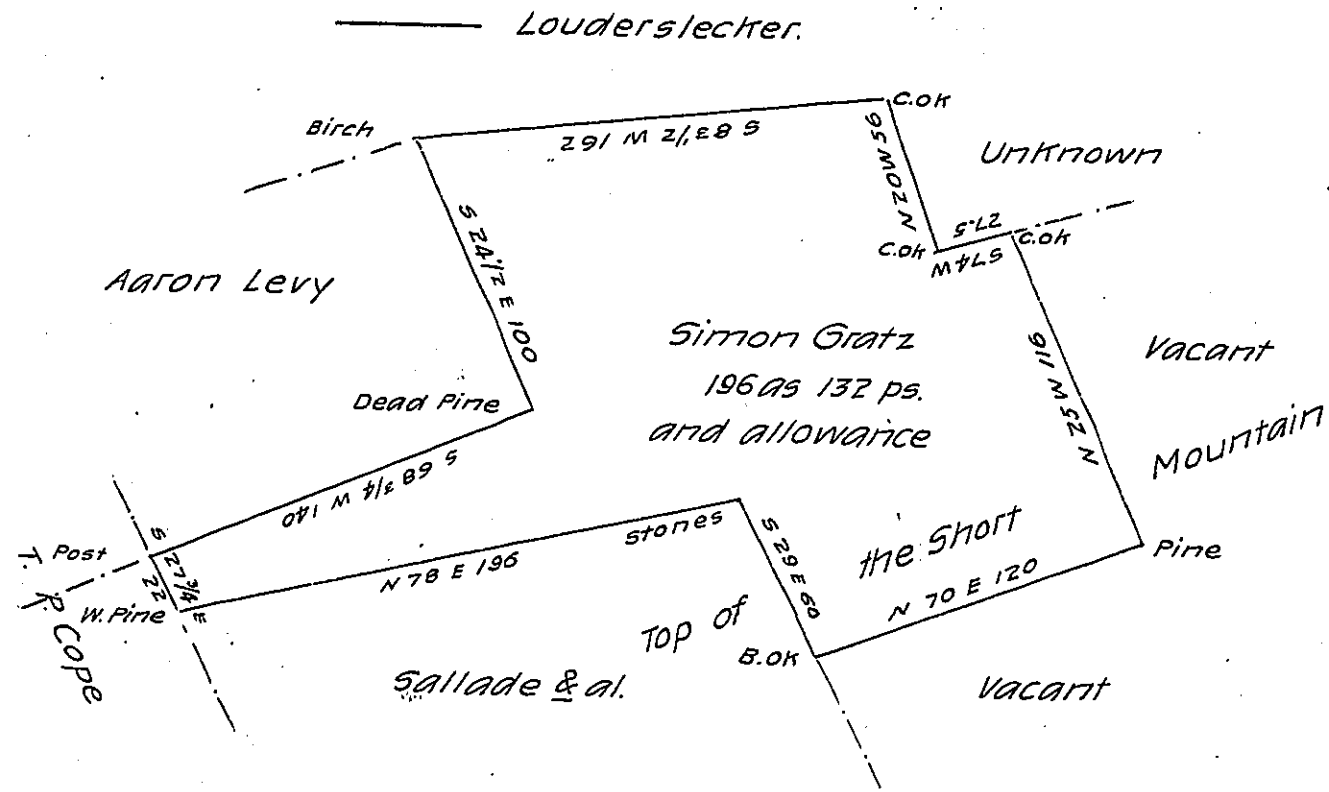 Louderslecker.
Birch
C.OK
S 83 1/2 W 162
N 20 W 56
Unknown
27.5
C.OK
C.OK
S 74 W
S 24 1/2 E 100
Aaron Levy
Simon Gratz
196 as 132 ps.
and allowance
N 25 W 116
Vacant
Mountain
Dead Pine
S 68 3/4 W 140
Stones
the Short
Pine
T. P. Cope
Post
S 27 3/4 E
22
W. Pine
N 78 E 196
S 29 E 60
N 70 E 120
Top of
B.OK
Sallade & al.
Vacant